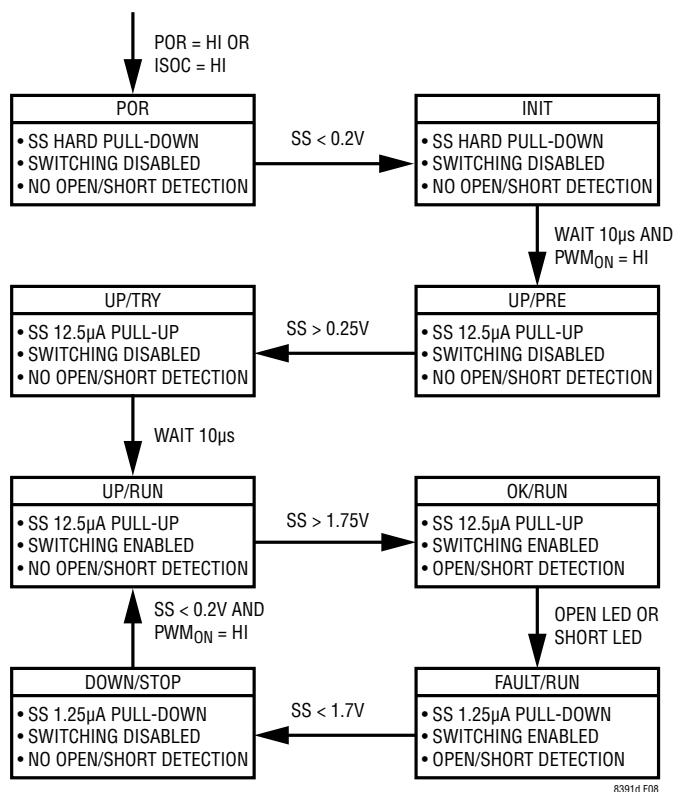 POR = HI OR
ISOC = HI
POR
• SS HARD PULL-DOWN
• SWITCHING DISABLED
• NO OPEN/SHORT DETECTION
SS < 0.2V
INIT
• SS HARD PULL-DOWN
• SWITCHING DISABLED
• NO OPEN/SHORT DETECTION
WAIT 10µs AND
PWMON = HI
UP/PRE
• SS 12.5µA PULL-UP
• SWITCHING DISABLED
• NO OPEN/SHORT DETECTION
SS > 0.25V
UP/TRY
• SS 12.5µA PULL-UP
• SWITCHING DISABLED
• NO OPEN/SHORT DETECTION
WAIT 10µs
UP/RUN
• SS 12.5µA PULL-UP
• SWITCHING ENABLED
• NO OPEN/SHORT DETECTION
SS > 1.75V
OK/RUN
• SS 12.5µA PULL-UP
• SWITCHING ENABLED
• OPEN/SHORT DETECTION
OPEN LED OR
SHORT LED
FAULT/RUN
• SS 1.25µA PULL-DOWN
• SWITCHING ENABLED
• OPEN/SHORT DETECTION
SS < 1.7V
DOWN/STOP
• SS 1.25µA PULL-DOWN
• SWITCHING DISABLED
• NO OPEN/SHORT DETECTION
SS < 0.2V AND
PWMON = HI
8391d F08